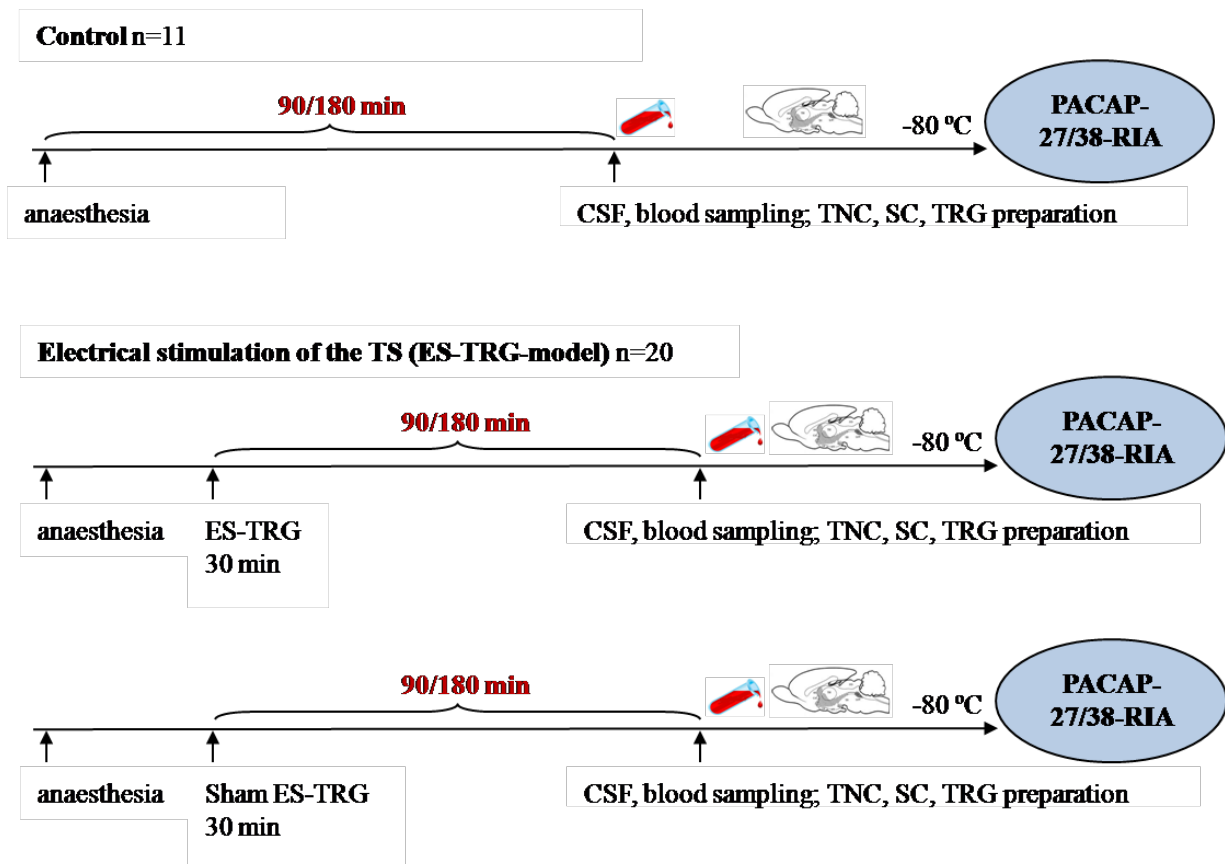 Control n=11
90/180 min
-80 ºC
PACAP-
27/38-RIA
anaesthesia
CSF, blood sampling; TNC, SC, TRG preparation
Electrical stimulation of the TS (ES-TRG-model) n=20
90/180 min
-80 ºC
PACAP-
27/38-RIA
anaesthesia
ES-TRG
30 min
CSF, blood sampling; TNC, SC, TRG preparation
90/180 min
-80 ºC
PACAP-
27/38-RIA
anaesthesia
Sham ES-TRG
30 min
CSF, blood sampling; TNC, SC, TRG preparation